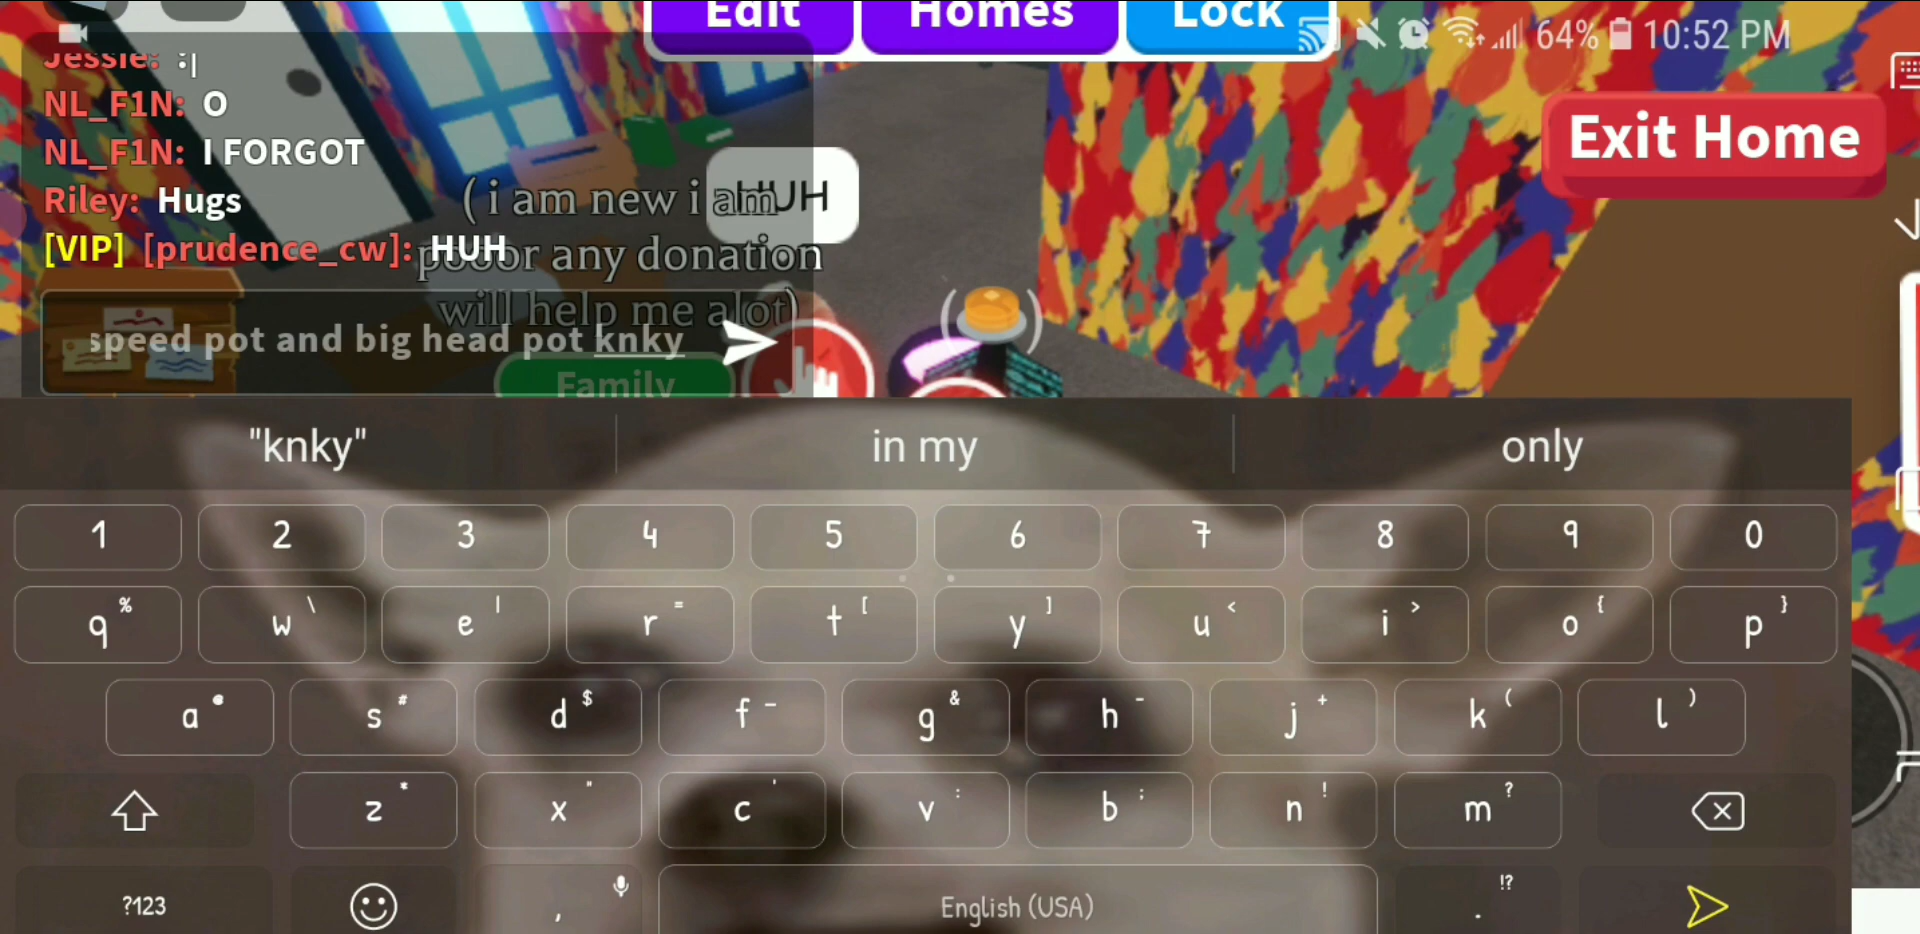 Edit Homes Lock
64% 10:52 PM
Jessie: :|
NL_F1N: O
NL_F1N: I FORGOT
Riley: Hugs
[VIP] [prudence_cw]: HUH
HUH
Exit Home
( i am new i am
pooor any donation
will help me alot)
speed pot and big head pot knky
Family
"knky" in my only
1 2 3 4 5 6 7 8 9 0
q % w \ e | r = t [ y ] u < i > o { p }
a @ s # d $ f – g & h - j + k ( l )
z * x " c ' v : b ; n ! m ?
?123 , English (USA) . !?